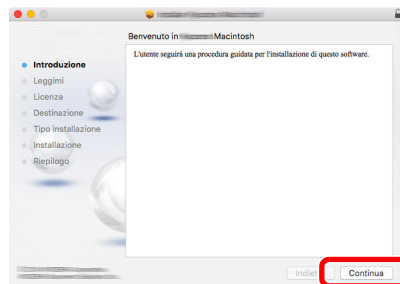 Benvenuto in Macintosh
Introduzione
Leggimi
Licenza
Destinazione
Tipo installazione
Installazione
Riepilogo
L'utente seguirà una procedura guidata per l'installazione di questo software.
Continua